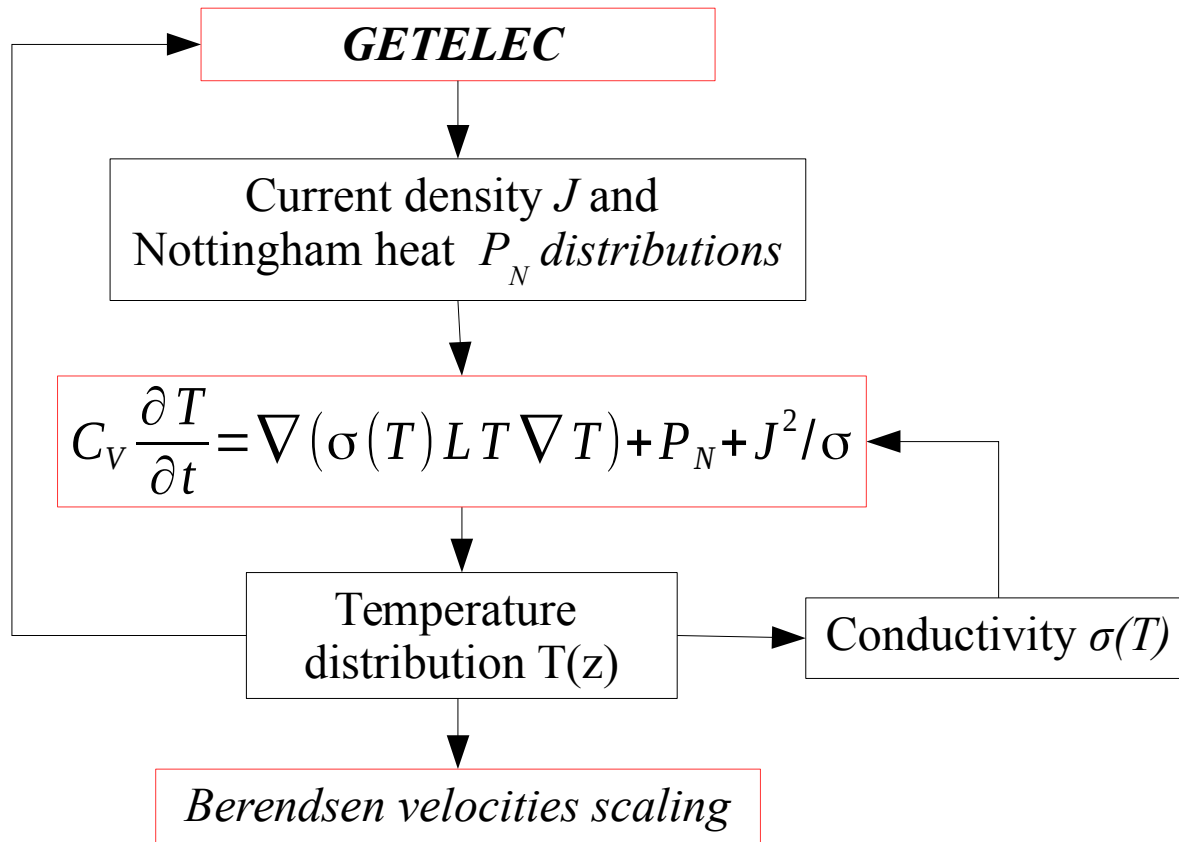 GETELEC
Current density J and
Nottingham heat P_N distributions
C_V ∂T/∂t = ∇(σ(T) L T ∇T) + P_N + J²/σ
Temperature
distribution T(z)
Conductivity σ(T)
Berendsen velocities scaling